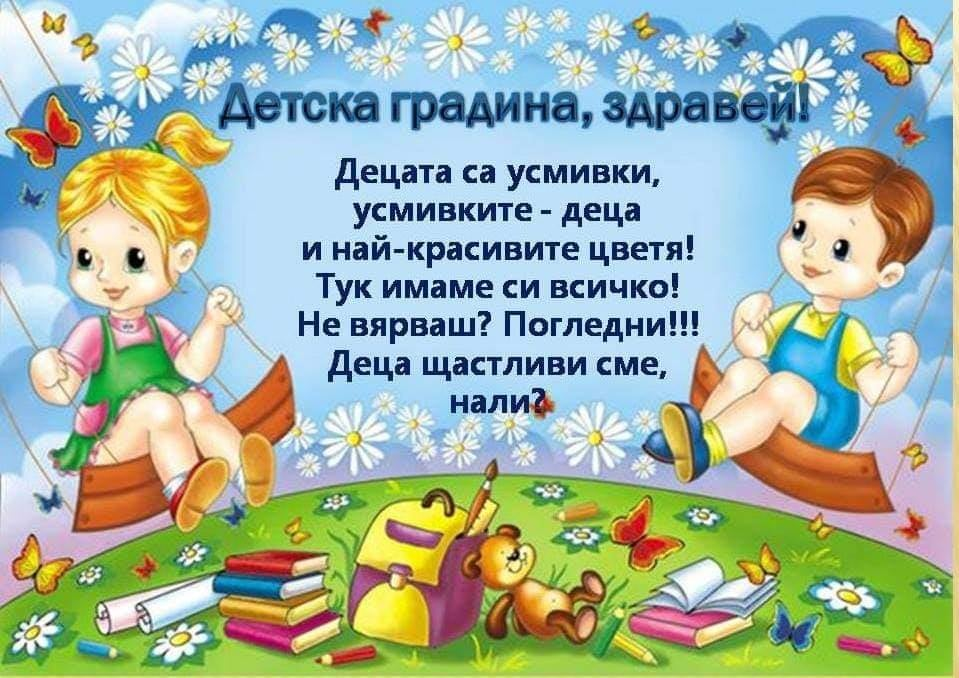 Детска градина, здравей!
Децата са усмивки,
усмивките - деца
и най-красивите цветя!
Тук имаме си всичко!
Не вярваш? Погледни!!!
Деца щастливи сме,
нали?